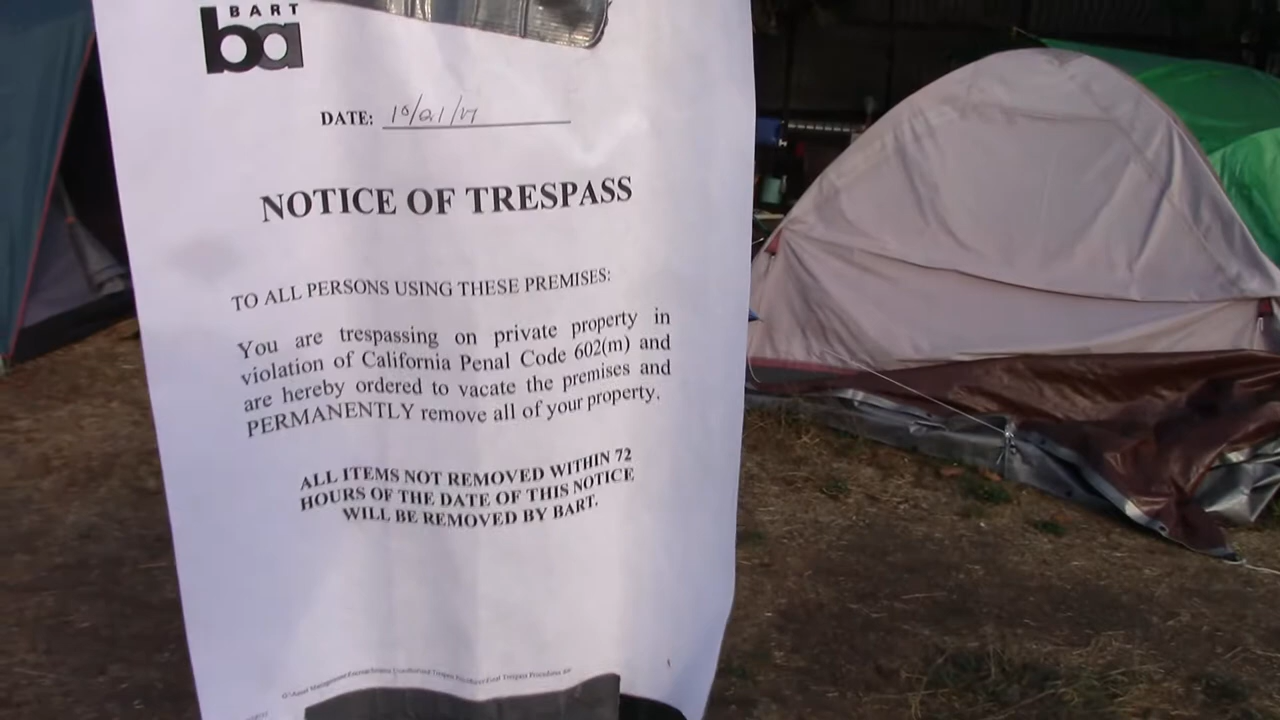 BART
ba
DATE: 10/21/17
NOTICE OF TRESPASS
TO ALL PERSONS USING THESE PREMISES:
You are trespassing on private property in
violation of California Penal Code 602(m) and
are hereby ordered to vacate the premises and
PERMANENTLY remove all of your property.
ALL ITEMS NOT REMOVED WITHIN 72
HOURS OF THE DATE OF THIS NOTICE
WILL BE REMOVED BY BART.